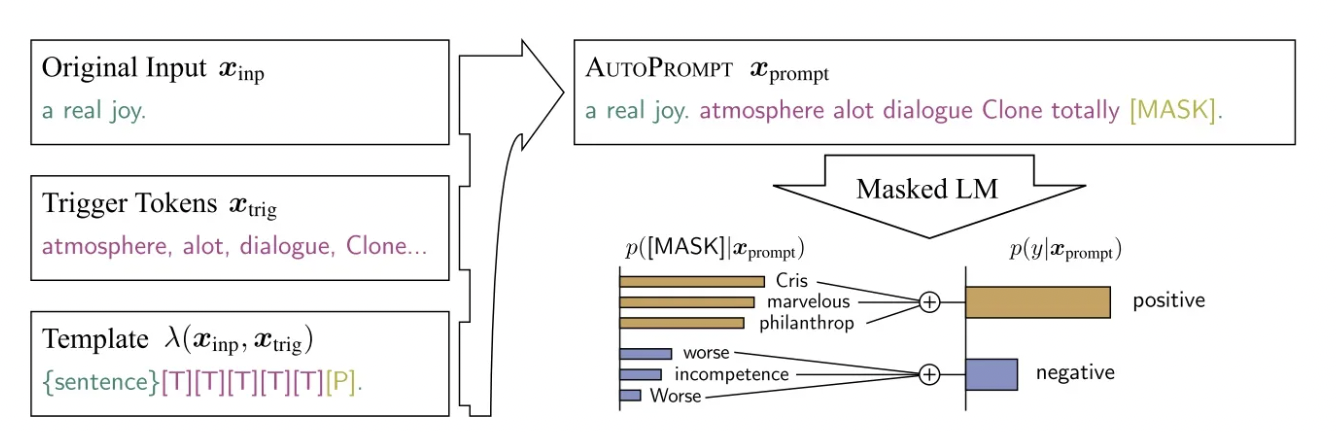 Original Input x_inp
a real joy.
Trigger Tokens x_trig
atmosphere, alot, dialogue, Clone...
Template λ(x_inp, x_trig)
{sentence}[T][T][T][T][T][P].
AUTOPROMPT x_prompt
a real joy. atmosphere alot dialogue Clone totally [MASK].
Masked LM
p([MASK]|x_prompt)
Cris
marvelous
philanthrop
worse
incompetence
Worse
p(y|x_prompt)
positive
negative